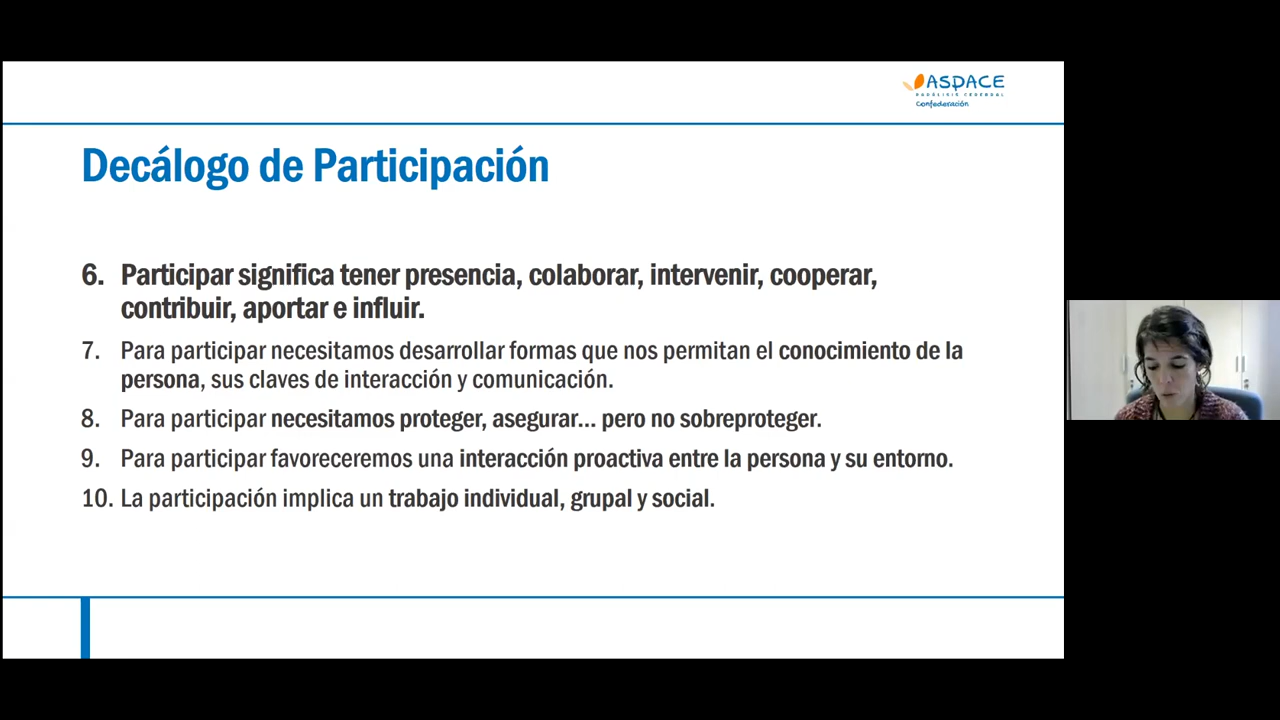 ASPACE
PARÁLISIS CEREBRAL
Confederación
Decálogo de Participación
6. Participar significa tener presencia, colaborar, intervenir, cooperar,
contribuir, aportar e influir.
7. Para participar necesitamos desarrollar formas que nos permitan el conocimiento de la
persona, sus claves de interacción y comunicación.
8. Para participar necesitamos proteger, asegurar... pero no sobreproteger.
9. Para participar favoreceremos una interacción proactiva entre la persona y su entorno.
10. La participación implica un trabajo individual, grupal y social.